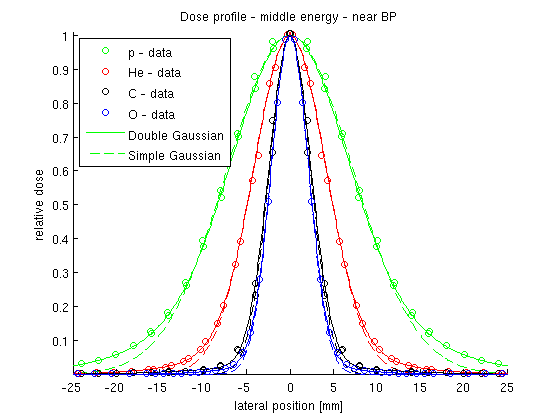 Dose profile - middle energy - near BP
p - data
He - data
C - data
O - data
Double Gaussian
Simple Gaussian
relative dose
1
0.9
0.8
0.7
0.6
0.5
0.4
0.3
0.2
0.1
-25 -20 -15 -10 -5 0 5 10 15 20 25
lateral position [mm]